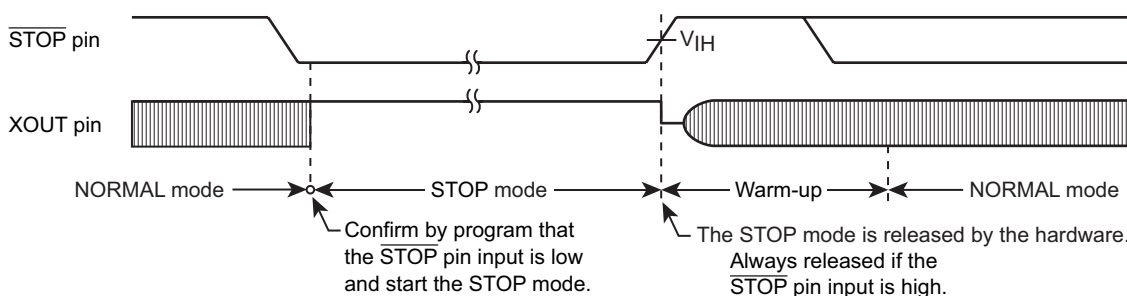 STOP pin
VIH
XOUT pin
NORMAL mode
STOP mode
Warm-up
NORMAL mode
Confirm by program that
the STOP pin input is low
and start the STOP mode.
The STOP mode is released by the hardware.
Always released if the
STOP pin input is high.